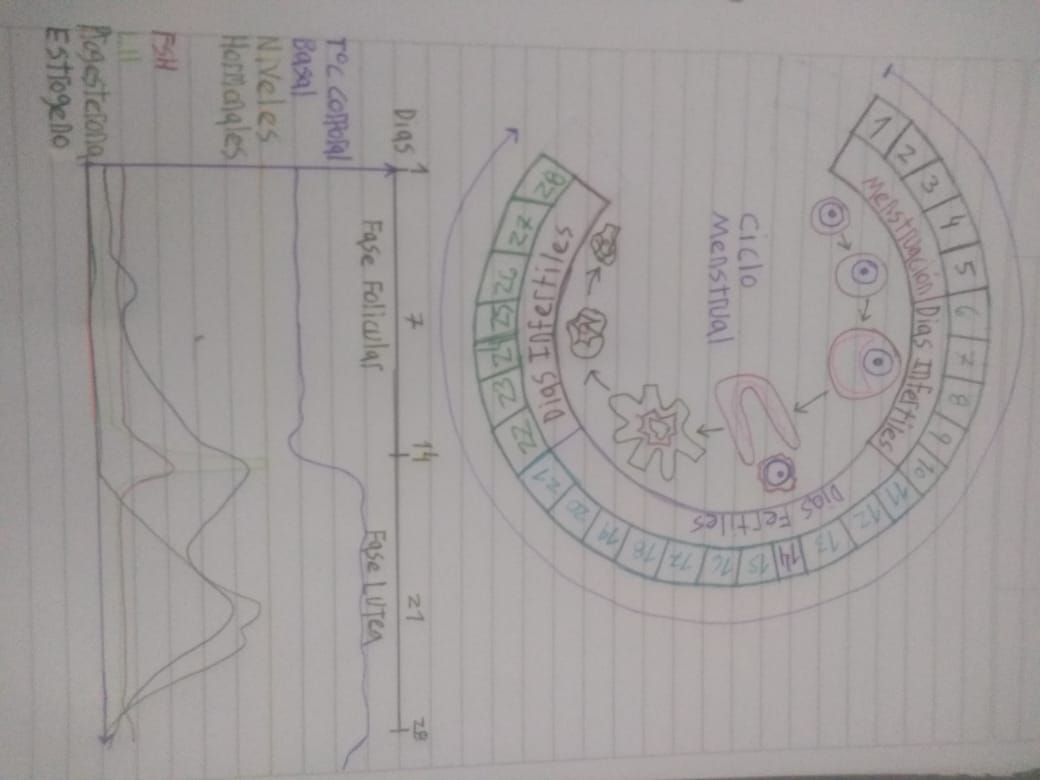 1
2
3
4
5
6
7
8
9
10
11
12
13
14
15
16
17
18
19
20
21
22
23
24
25
26
27
28
Menstruación
Dias Infertiles
Dias Fertiles
Dias Infertiles
Ciclo
Menstrual
Dias 1 7 14 21 28
Fase Folicular
Fase Lutea
T°C corporal
Basal
Niveles
Hormonales
FSH
LH
Progesterona
Estrogeno